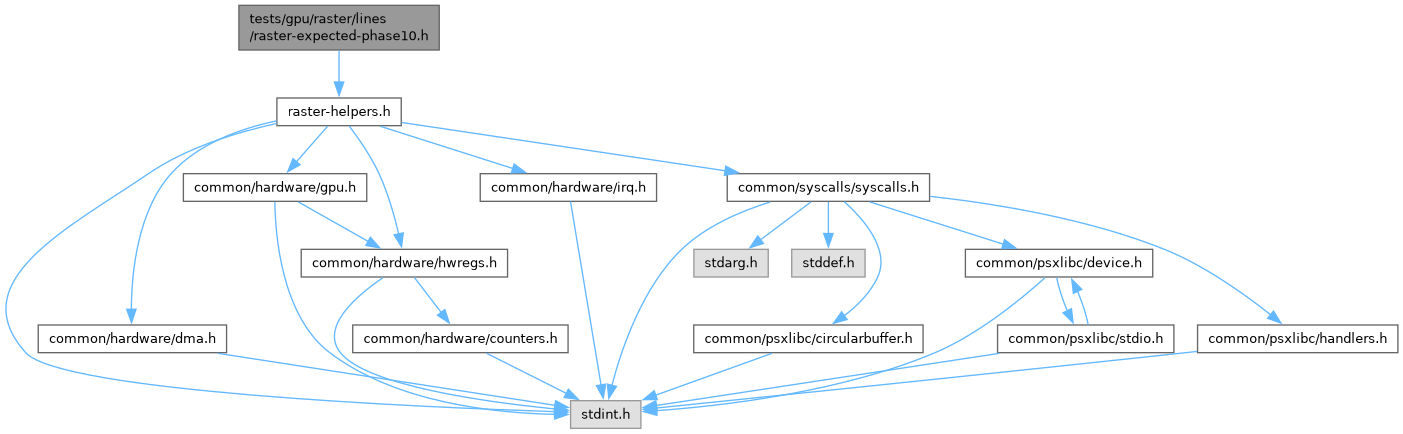 tests/gpu/raster/lines
/raster-expected-phase10.h
raster-helpers.h
common/hardware/gpu.h
common/hardware/irq.h
common/syscalls/syscalls.h
common/hardware/hwregs.h
stdarg.h
stddef.h
common/psxlibc/device.h
common/hardware/dma.h
common/hardware/counters.h
common/psxlibc/circularbuffer.h
common/psxlibc/stdio.h
common/psxlibc/handlers.h
stdint.h